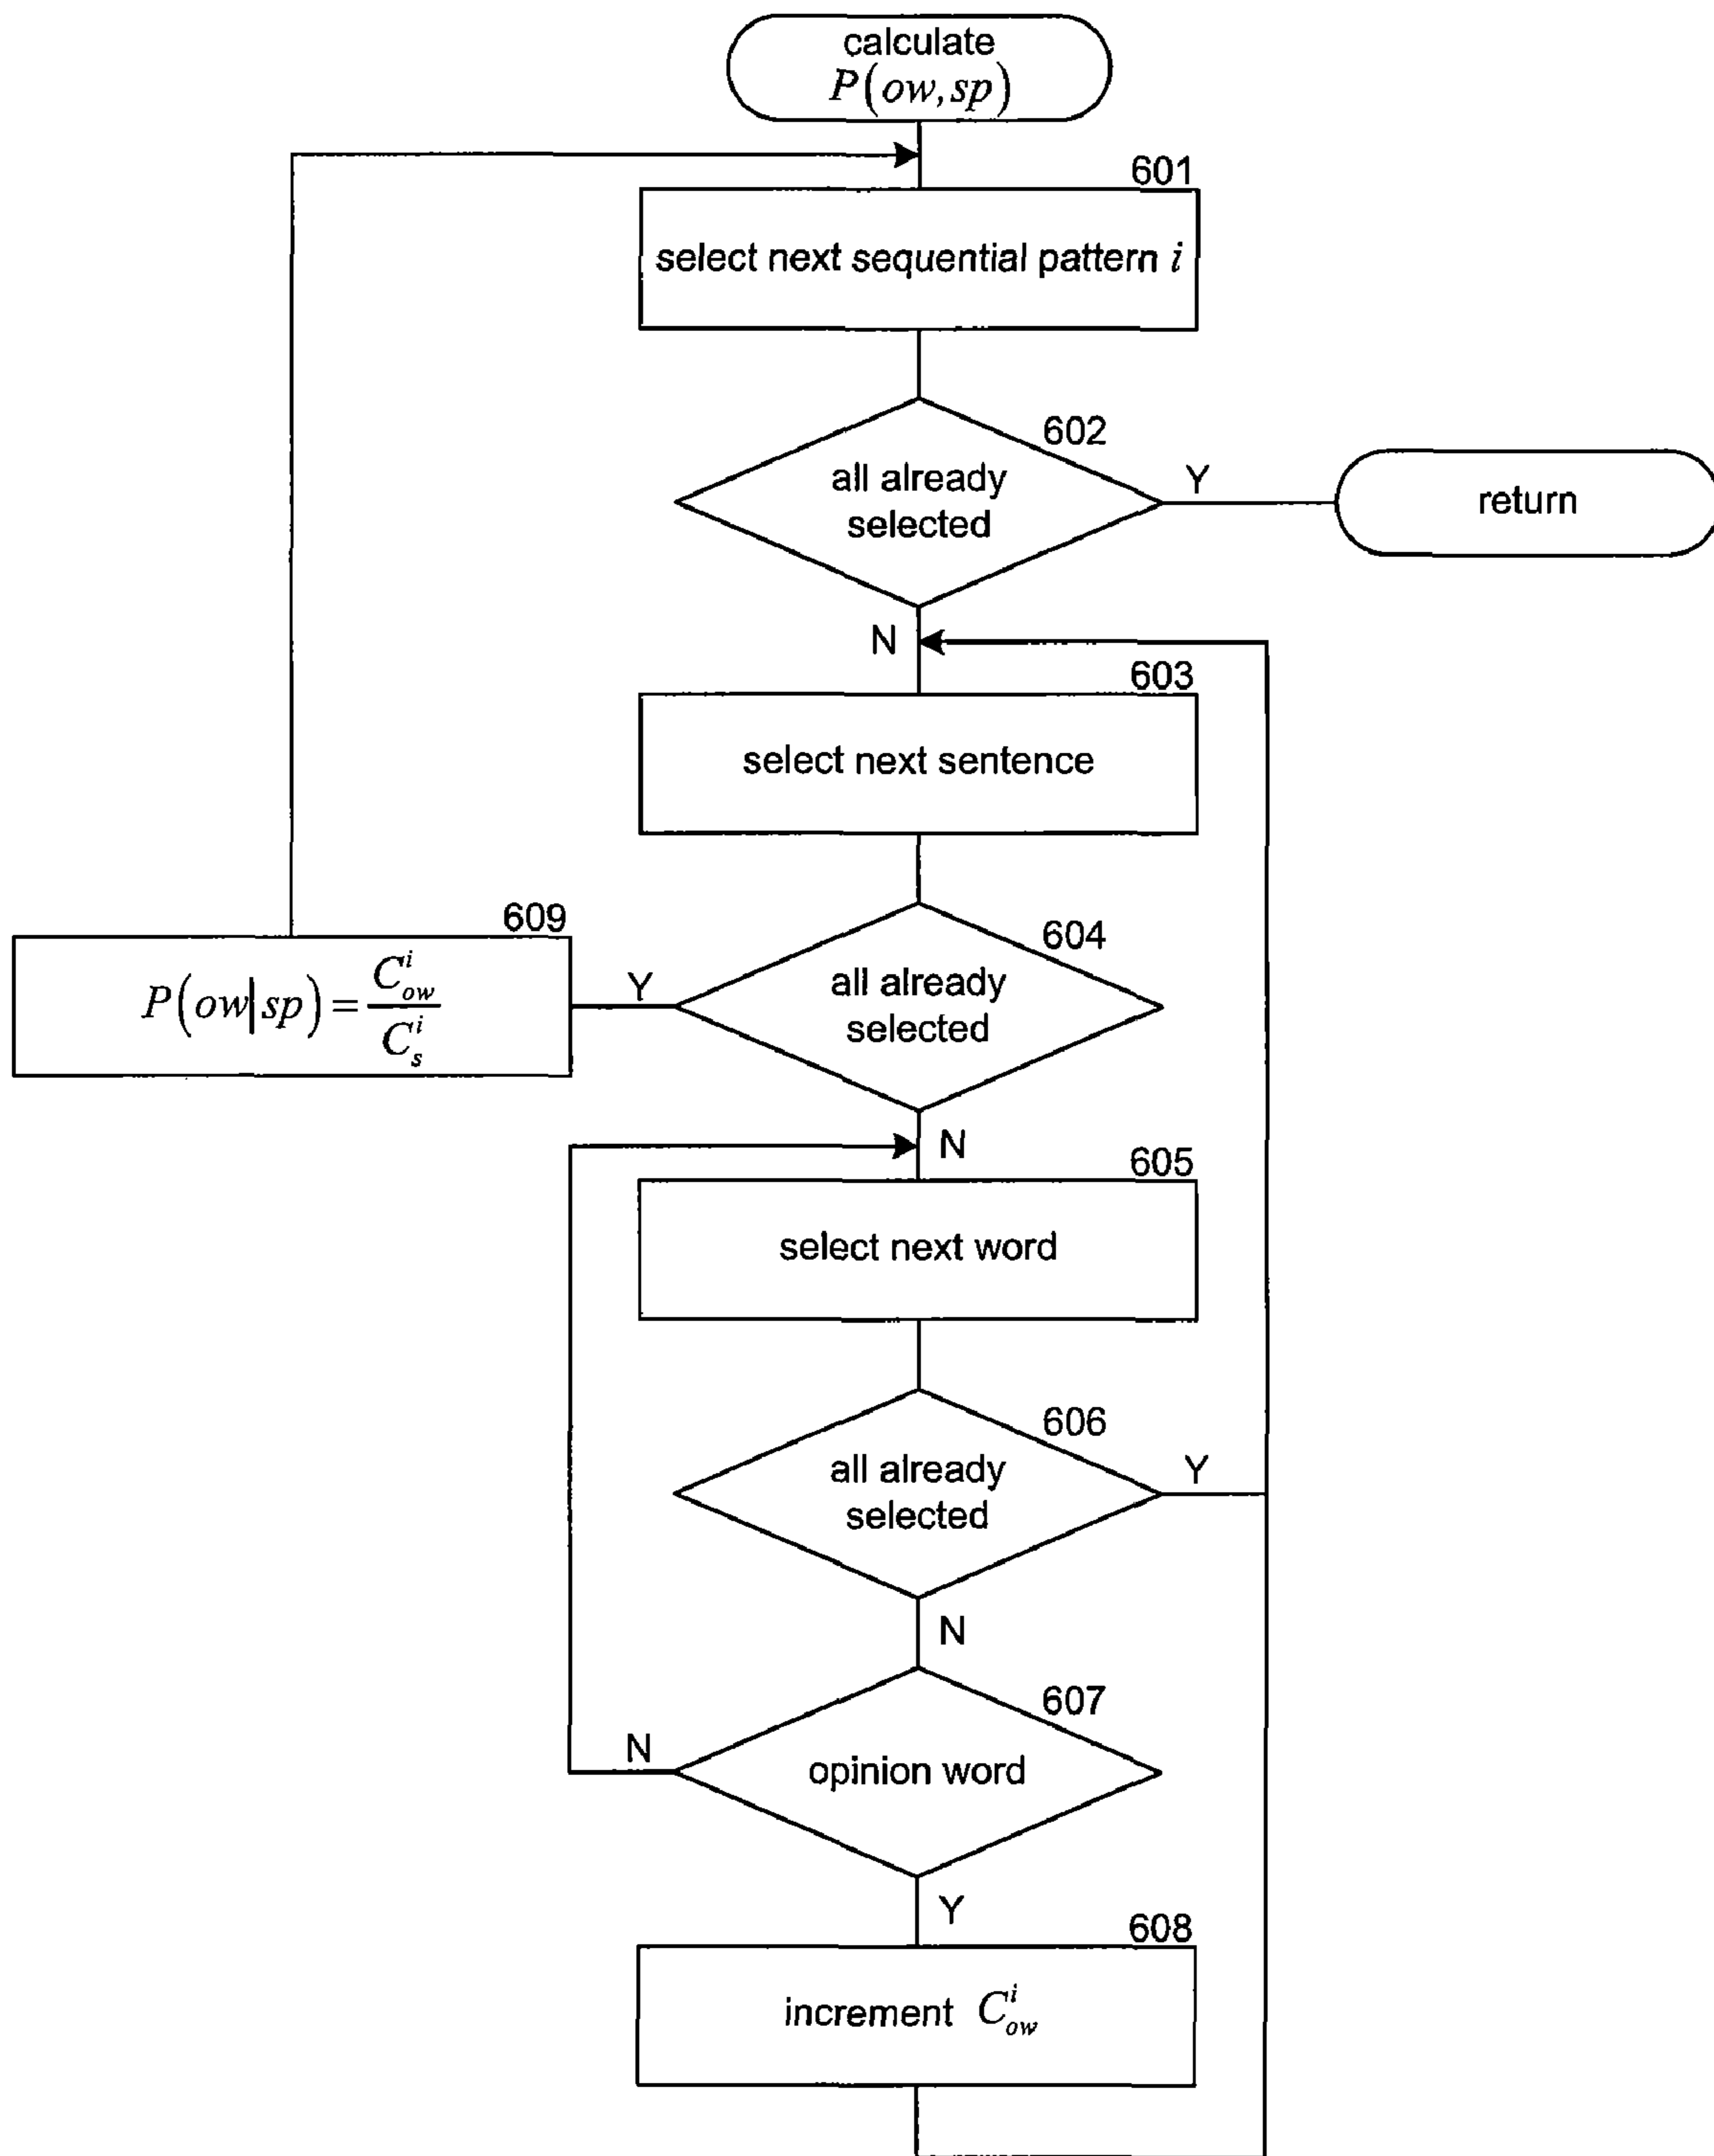 calculate
P(ow, sp)
601
select next sequential pattern i
602
all already
selected
Y
return
N
603
select next sentence
609
P(ow|sp) = C^i_ow / C^i_s
604
Y
all already
selected
N
605
select next word
606
all already
selected
Y
N
607
N
opinion word
Y
608
increment C^i_ow